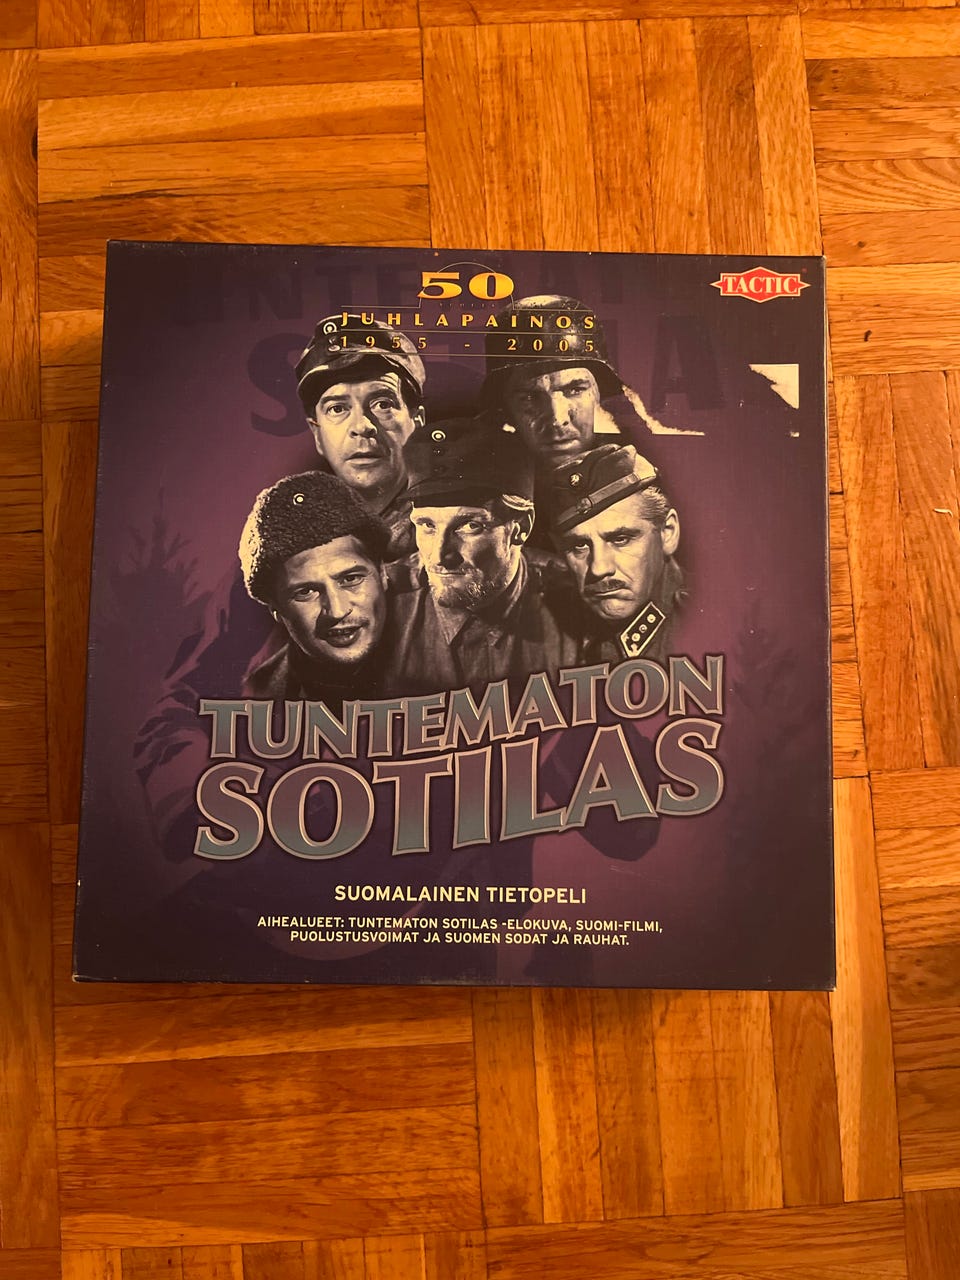 50
JUHLAPAINOS
1955 - 2005
TACTIC
TUNTEMATON
SOTILAS
SUOMALAINEN TIETOPELI
AIHEALUEET: TUNTEMATON SOTILAS -ELOKUVA, SUOMI-FILMI,
PUOLUSTUSVOIMAT JA SUOMEN SODAT JA RAUHAT.